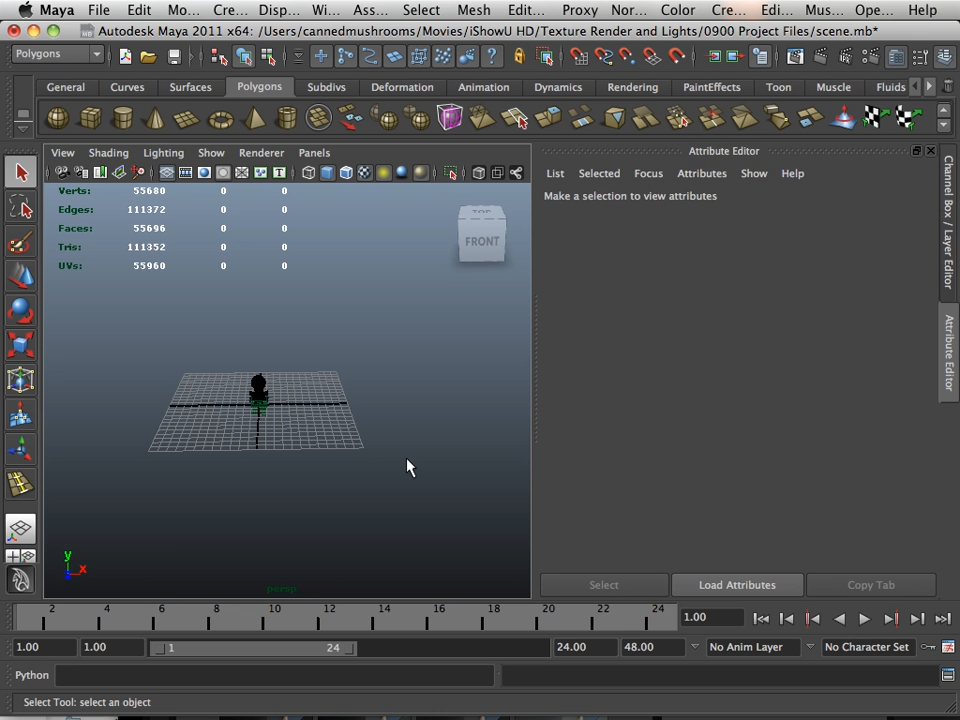 Maya File Edit Mo... Cre... Disp... Wi... Ass... Select Mesh Edit... Proxy Nor... Color Cre... Edi... Mus... Ope... Help
Autodesk Maya 2011 x64: /Users/cannedmushrooms/Movies/iShowU HD/Texture Render and Lights/0900 Project Files/scene.mb*
Polygons
General Curves Surfaces Polygons Subdivs Deformation Animation Dynamics Rendering PaintEffects Toon Muscle Fluids
View Shading Lighting Show Renderer Panels
Attribute Editor
List Selected Focus Attributes Show Help
Make a selection to view attributes
Verts: 55680 0 0
Edges: 111372 0 0
Faces: 55696 0 0
Tris: 111352 0 0
UVs: 55960 0 0
TOP
FRONT
Channel Box / Layer Editor
Attribute Editor
y
x
persp
Select Load Attributes Copy Tab
2 4 6 8 10 12 14 16 18 20 22 24 1.00
1.00 1.00 1 24 24.00 48.00 No Anim Layer No Character Set
Python
Select Tool: select an object